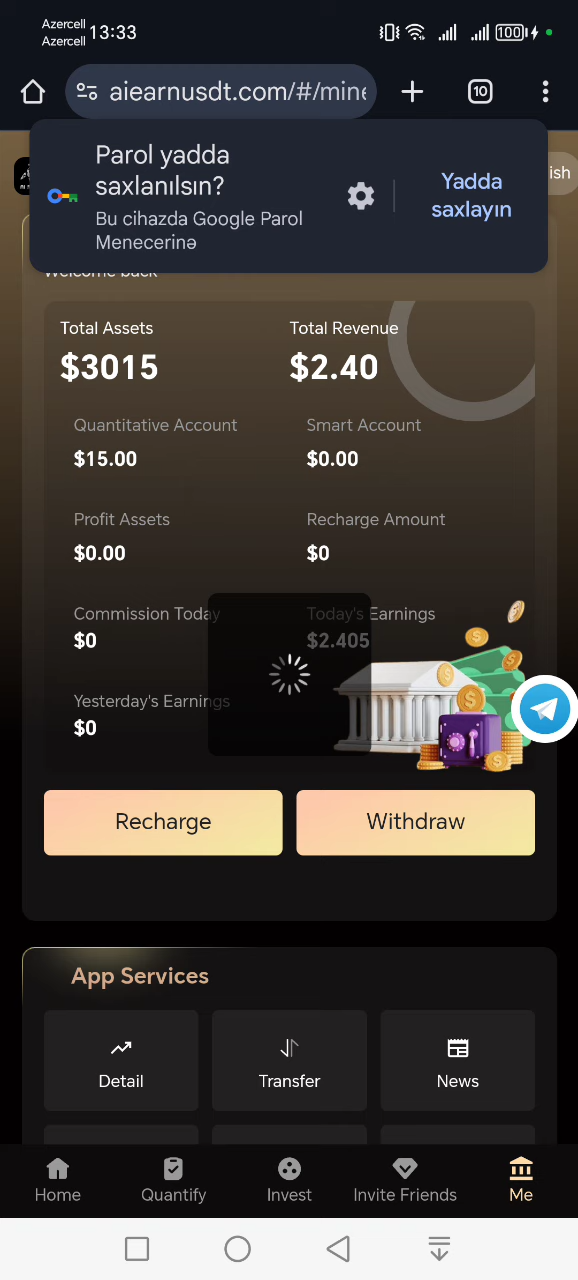 Azercell
Azercell
13:33
100
aiearnusdt.com/#/mine
10
Parol yadda
saxlanılsın?
Bu cihazda Google Parol
Menecerinə
Yadda
saxlayın
ish
Welcome back
Total Assets
Total Revenue
$3015
$2.40
Quantitative Account
Smart Account
$15.00
$0.00
Profit Assets
Recharge Amount
$0.00
$0
Commission Today
Today's Earnings
$0
$2.405
Yesterday's Earnings
$0
Recharge
Withdraw
App Services
Detail
Transfer
News
Home
Quantify
Invest
Invite Friends
Me